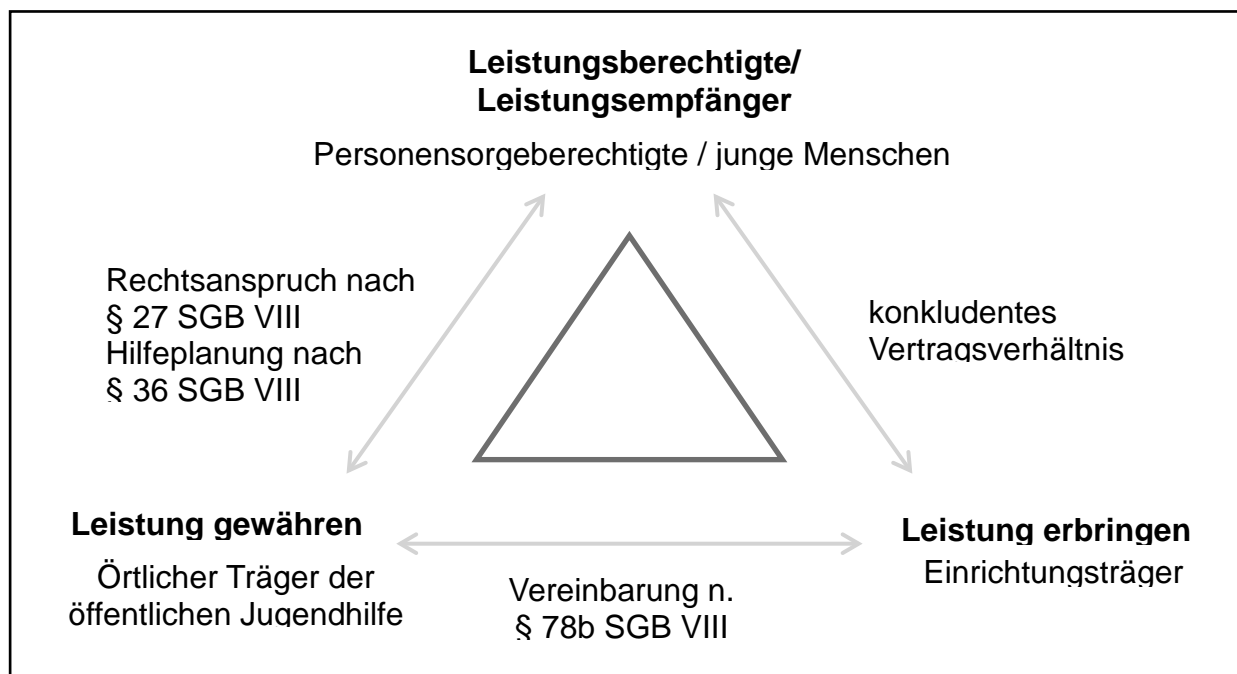 Leistungsberechtigte/
Leistungsempfänger
Personensorgeberechtigte / junge Menschen
Rechtsanspruch nach
§ 27 SGB VIII
Hilfeplanung nach
§ 36 SGB VIII
konkludentes
Vertragsverhältnis
Leistung gewähren
Örtlicher Träger der
öffentlichen Jugendhilfe
Vereinbarung n.
§ 78b SGB VIII
Leistung erbringen
Einrichtungsträger